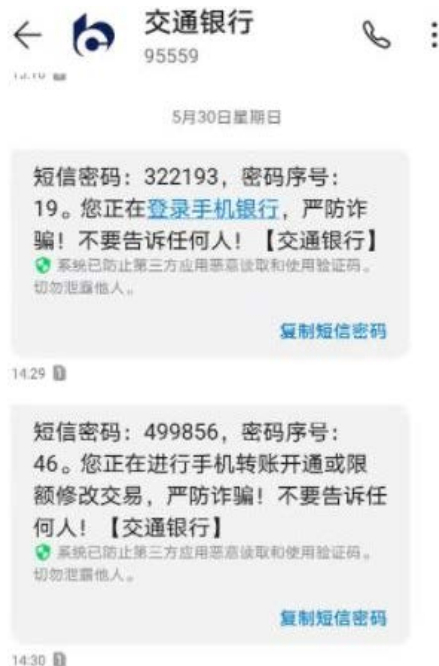 交通银行
95559
5月30日星期日
短信密码：322193，密码序号：
19。您正在登录手机银行，严防诈
骗！不要告诉任何人！【交通银行】
系统已防止第三方应用恶意读取和使用验证码。
切勿泄露他人。
复制短信密码
14:29
短信密码：499856，密码序号：
46。您正在进行手机转账开通或限
额修改交易，严防诈骗！不要告诉任
何人！【交通银行】
系统已防止第三方应用恶意读取和使用验证码。
切勿泄露他人。
复制短信密码
14:30